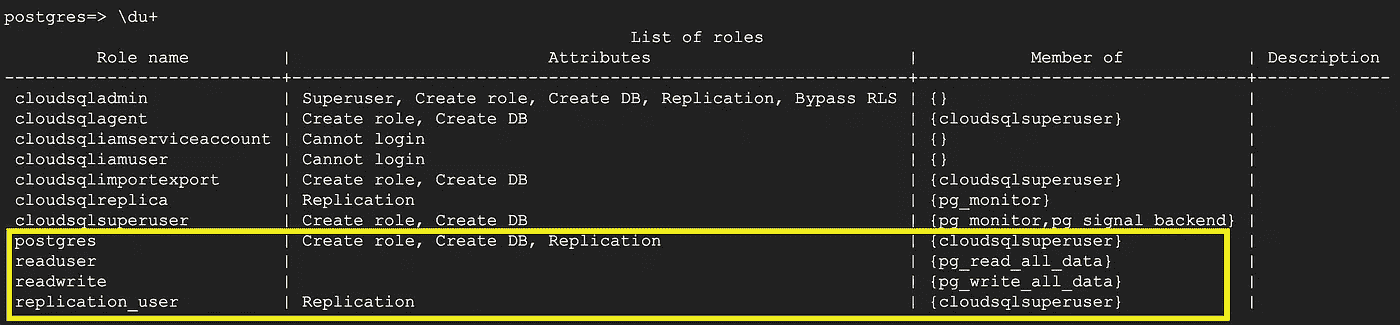 postgres=> \du+
List of roles
Role name | Attributes | Member of | Description
---------------------------+------------------------------------------------------------+--------------------------------+-------------
cloudsqladmin | Superuser, Create role, Create DB, Replication, Bypass RLS | {} |
cloudsqlagent | Create role, Create DB | {cloudsqlsuperuser} |
cloudsqliamserviceaccount | Cannot login | {} |
cloudsqliamuser | Cannot login | {} |
cloudsqlimportexport | Create role, Create DB | {cloudsqlsuperuser} |
cloudsqlreplica | Replication | {pg_monitor} |
cloudsqlsuperuser | Create role, Create DB | {pg_monitor,pg_signal_backend} |
postgres | Create role, Create DB, Replication | {cloudsqlsuperuser} |
readuser | | {pg_read_all_data} |
readwrite | | {pg_write_all_data} |
replication_user | Replication | {cloudsqlsuperuser} |